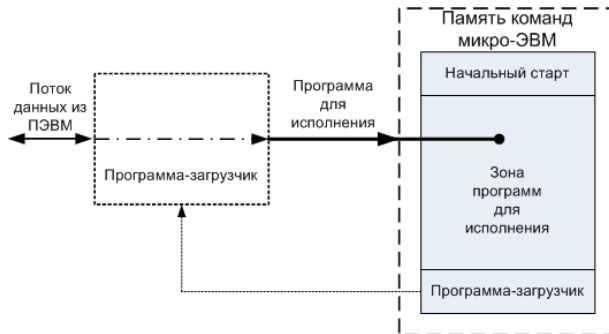 Память команд
микро-ЭВМ
Начальный старт
Поток
данных из
ПЭВМ
Программа
для
исполнения
Программа-загрузчик
Зона
программ
для
исполнения
Программа-загрузчик